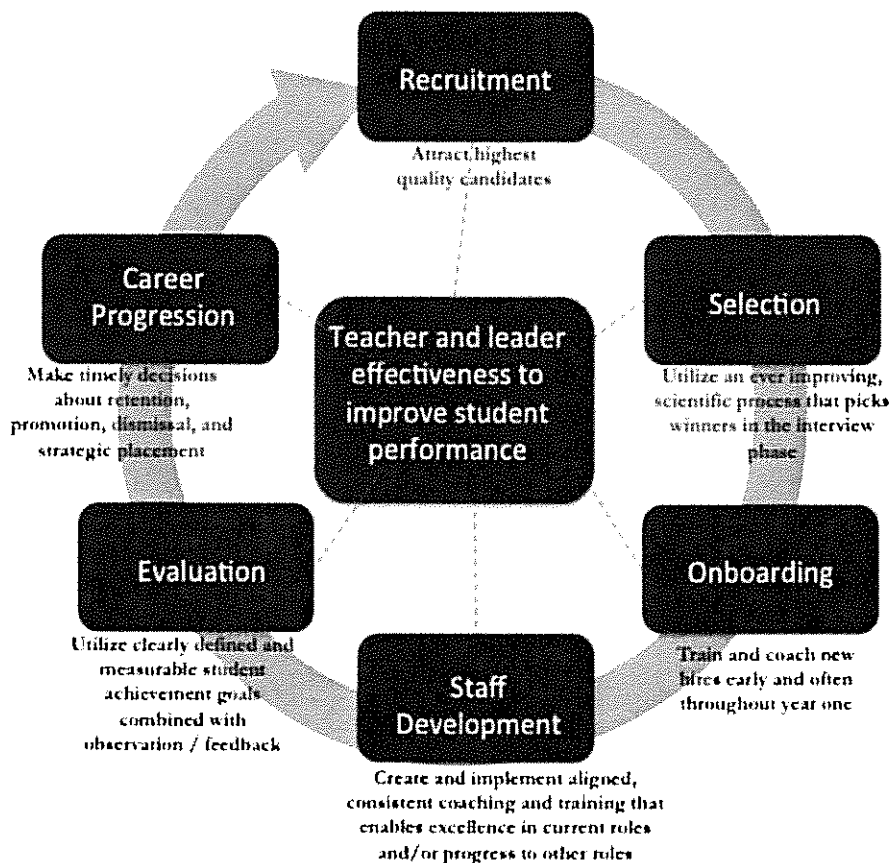 Recruitment
Attract highest
quality candidates
Selection
Utilize an ever improving,
scientific process that picks
winners in the interview
phase
Onboarding
Train and coach new
hires early and often
throughout year one
Staff
Development
Create and implement aligned,
consistent coaching and training that
enables excellence in current roles
and/or progress to other roles
Evaluation
Utilize clearly defined and
measurable student
achievement goals
combined with
observation / feedback
Career
Progression
Make timely decisions
about retention,
promotion, dismissal, and
strategic placement
Teacher and leader
effectiveness to
improve student
performance